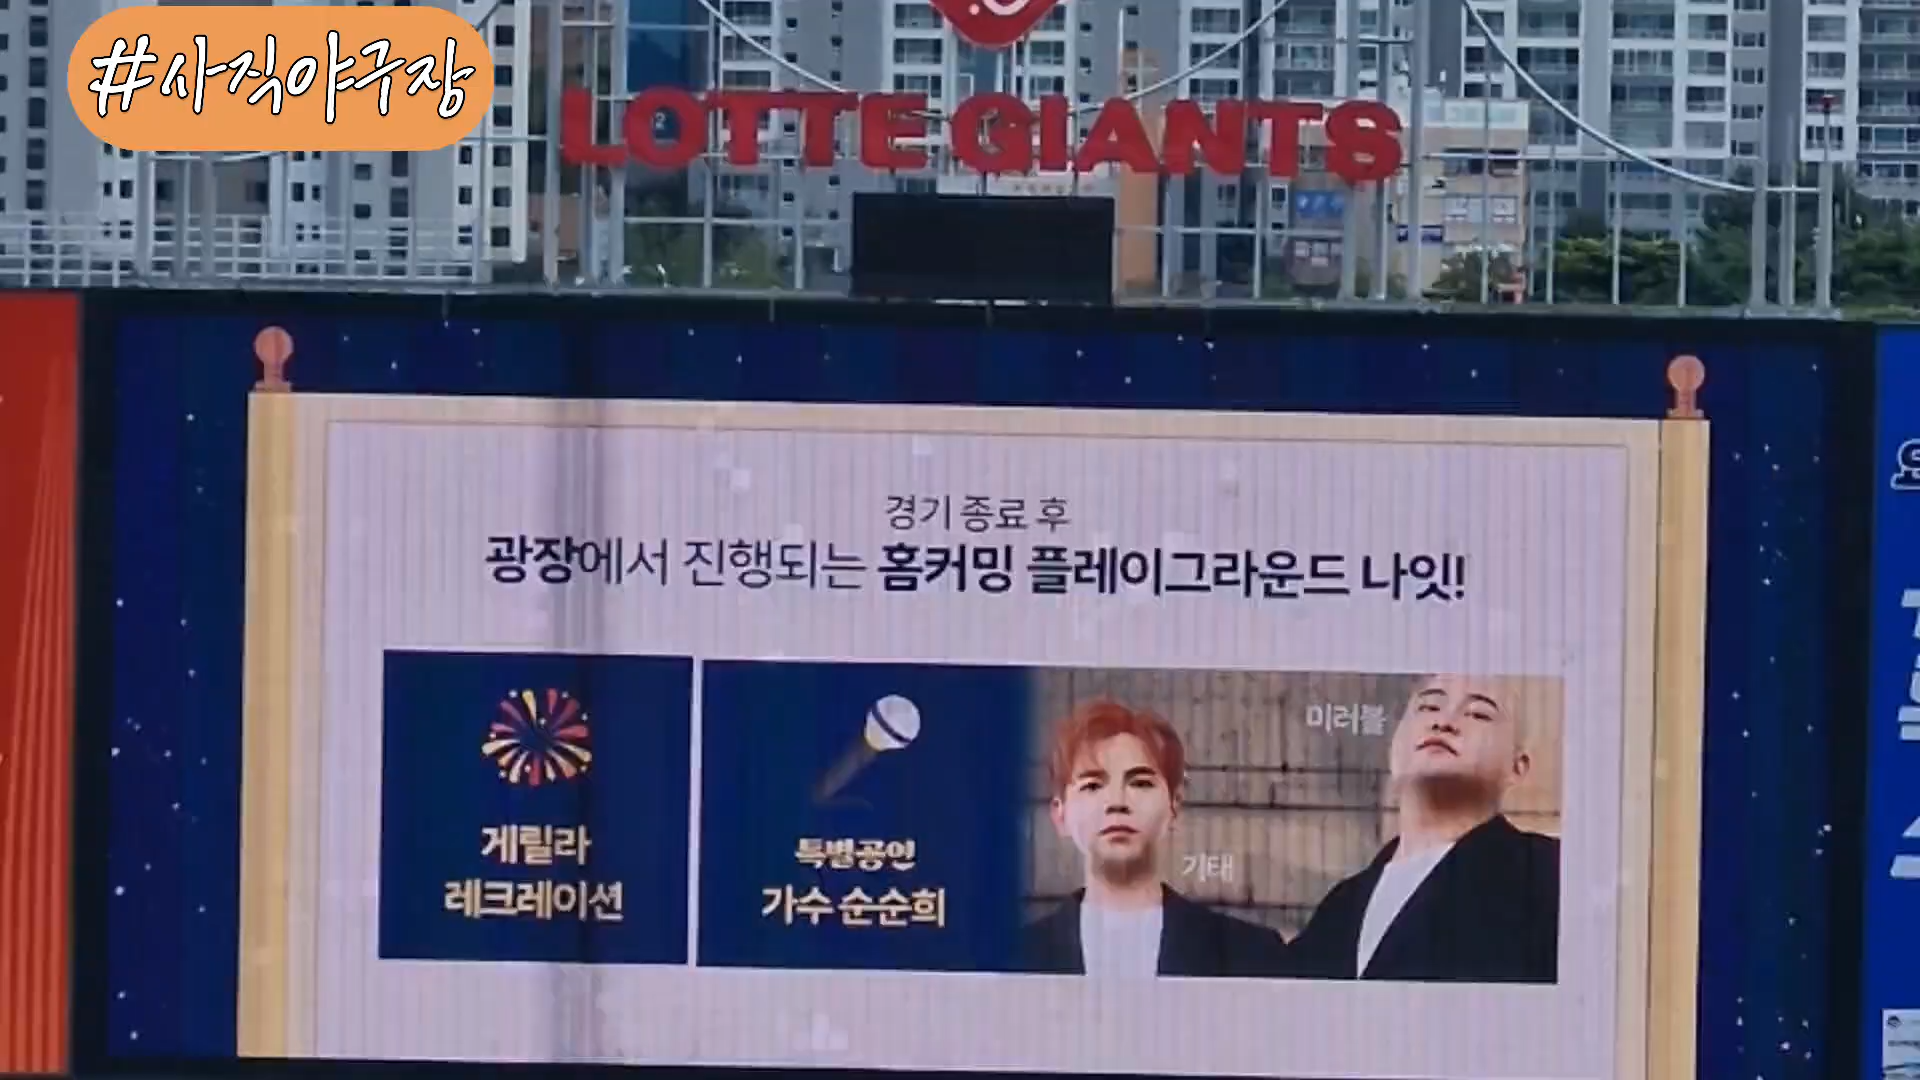 #사직야구장
LOTTE GIANTS
경기 종료 후
광장에서 진행되는 홈커밍 플레이그라운드 나잇!
게릴라
레크레이션
특별공연
가수 순순희
기태
미러볼